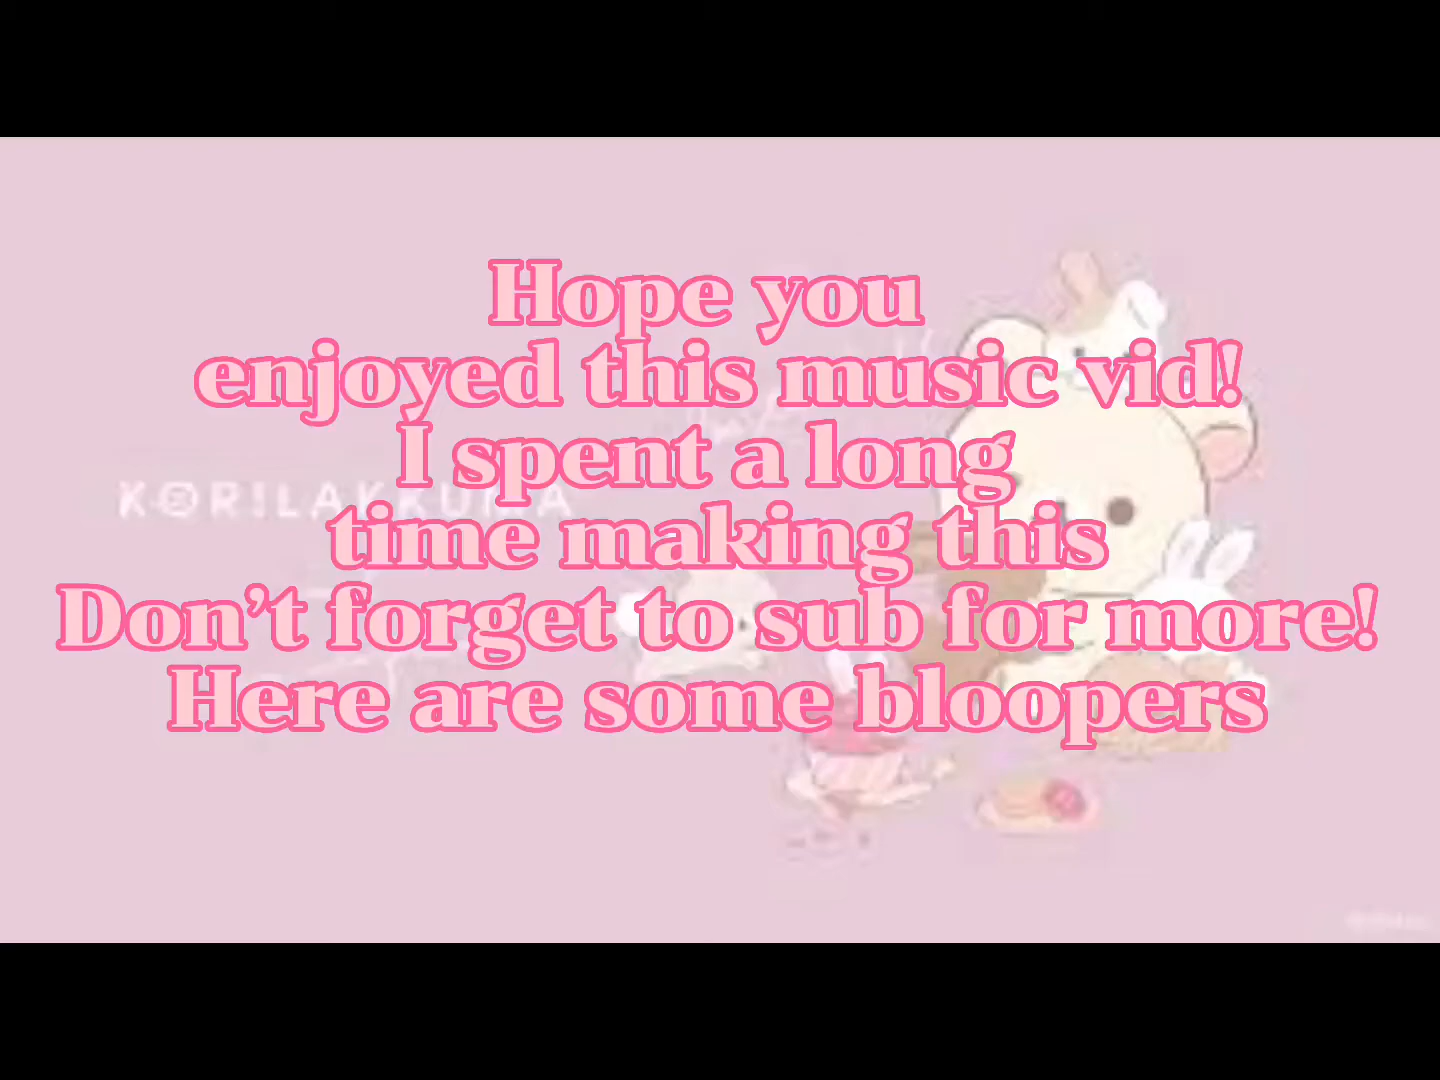 Hope you
enjoyed this music vid!
I spent a long
time making this
KORILAKKUMA
Don't forget to sub for more!
Here are some bloopers